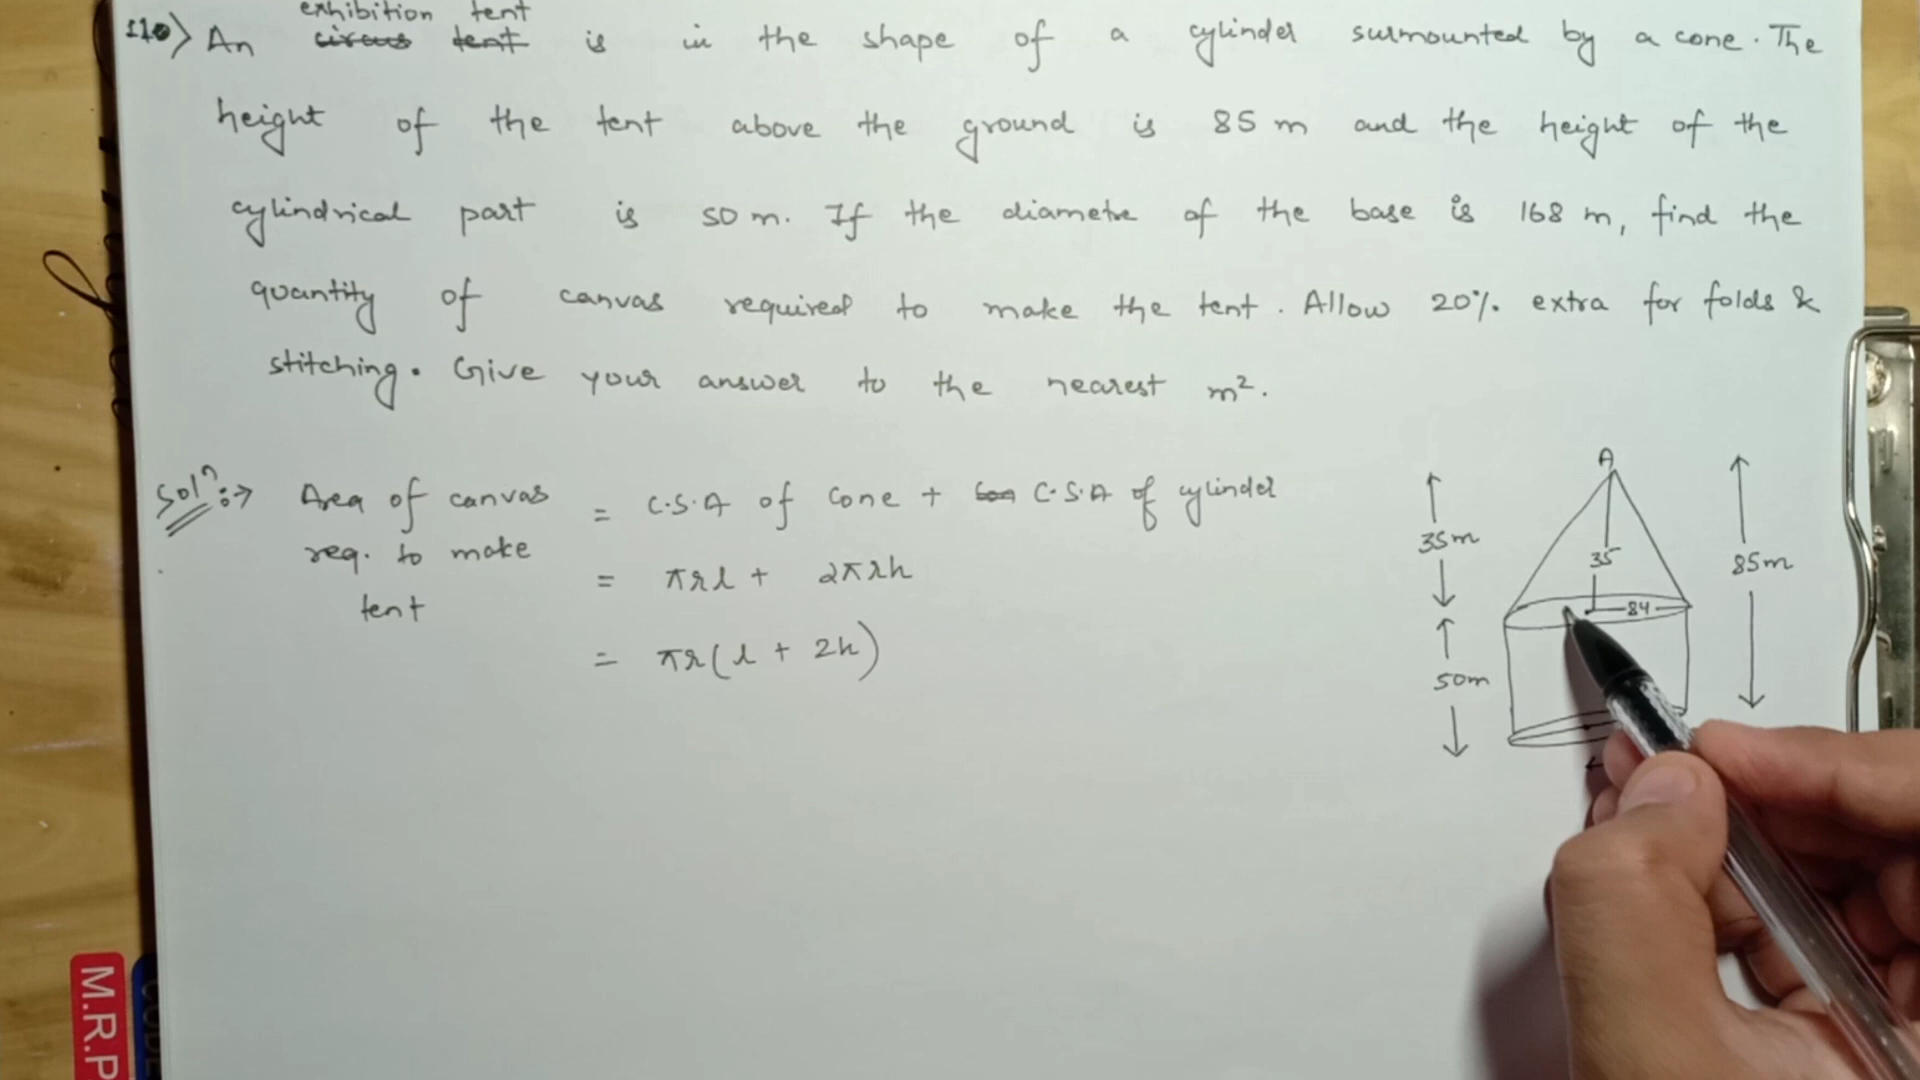 exhibition tent
110) An circus tent is in the shape of a cylinder surmounted by a cone. The
height of the tent above the ground is 85 m and the height of the
cylindrical part is 50 m. If the diametre of the base is 168 m, find the
quantity of canvas required to make the tent. Allow 20% extra for folds &
stitching. Give your answer to the nearest m².
Solⁿ:→ Area of canvas = C.S.A of Cone + C.S.A of cylinder
req. to make
tent
= πrl + 2πrh
= πr(l + 2h)
A
35m
35
85m
84
50m
M.R.P